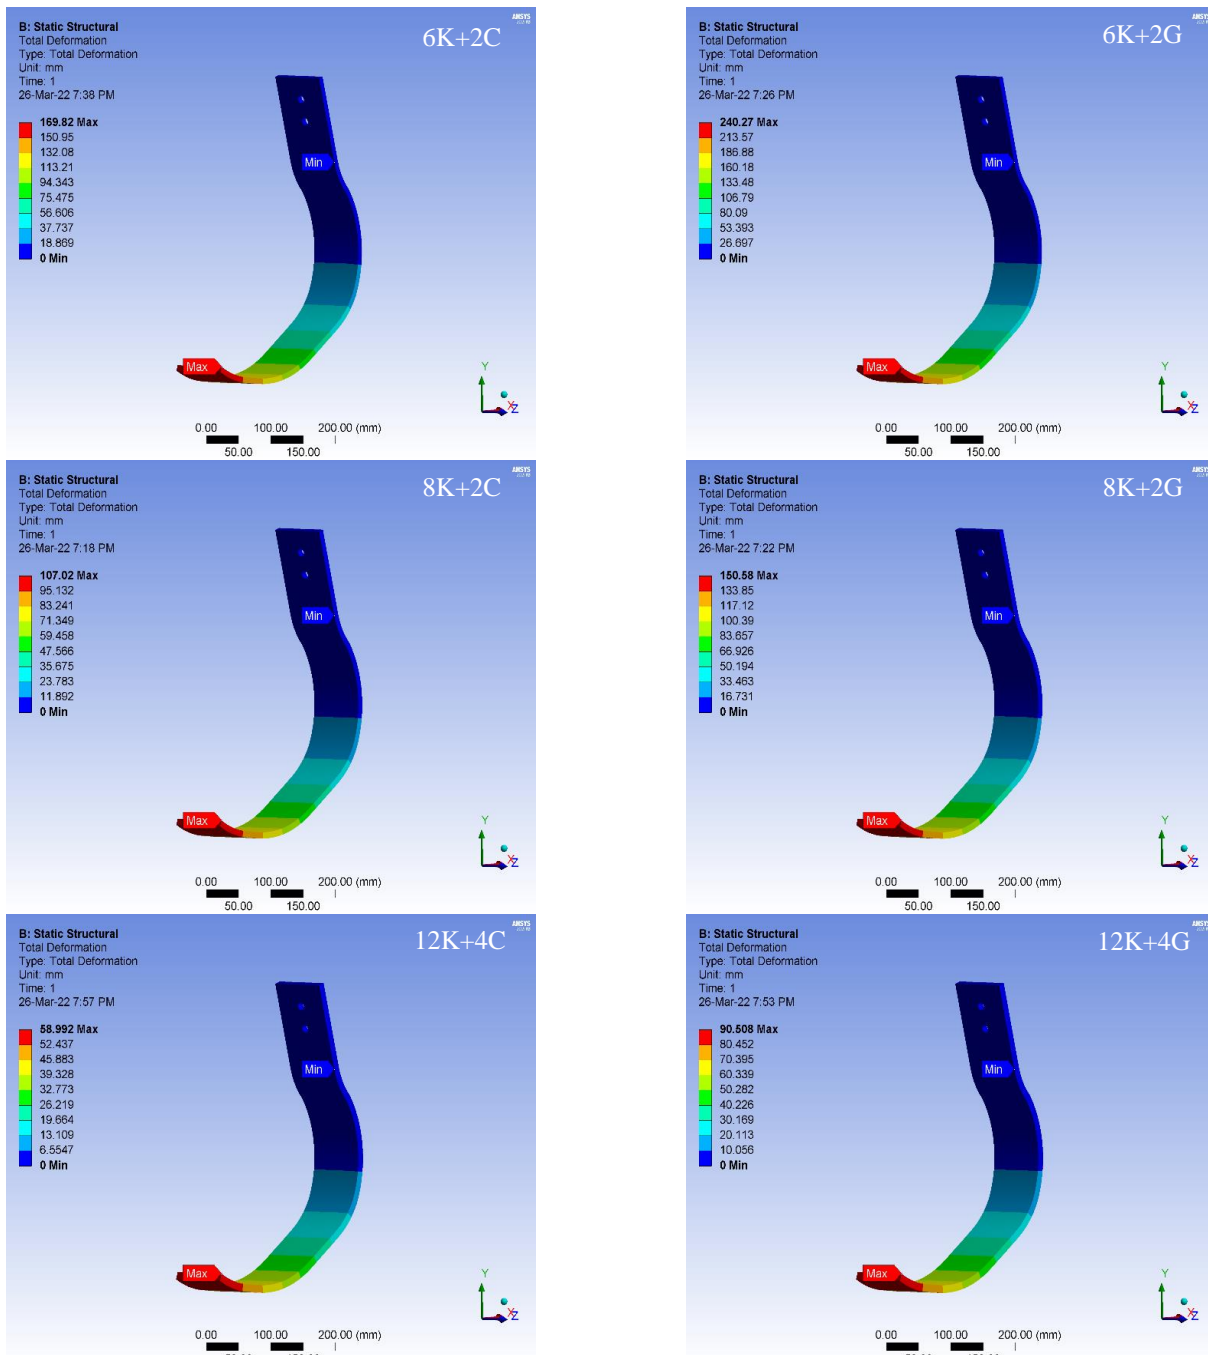 ANSYS
B: Static Structural
Total Deformation
Type: Total Deformation
Unit: mm
Time: 1
26-Mar-22 7:38 PM
6K+2C
169.82 Max
150.95
132.08
113.21
94.343
75.475
56.606
37.737
18.869
0 Min
Min
Max
Y
X
Z
0.00 100.00 200.00 (mm)
50.00 150.00
ANSYS
B: Static Structural
Total Deformation
Type: Total Deformation
Unit: mm
Time: 1
26-Mar-22 7:26 PM
6K+2G
240.27 Max
213.57
186.88
160.18
133.48
106.79
80.09
53.393
26.697
0 Min
Min
Max
Y
X
Z
0.00 100.00 200.00 (mm)
50.00 150.00
ANSYS
B: Static Structural
Total Deformation
Type: Total Deformation
Unit: mm
Time: 1
26-Mar-22 7:18 PM
8K+2C
107.02 Max
95.132
83.241
71.349
59.458
47.566
35.675
23.783
11.892
0 Min
Min
Max
Y
X
Z
0.00 100.00 200.00 (mm)
50.00 150.00
ANSYS
B: Static Structural
Total Deformation
Type: Total Deformation
Unit: mm
Time: 1
26-Mar-22 7:22 PM
8K+2G
150.58 Max
133.85
117.12
100.39
83.657
66.926
50.194
33.463
16.731
0 Min
Min
Max
Y
X
Z
0.00 100.00 200.00 (mm)
50.00 150.00
ANSYS
B: Static Structural
Total Deformation
Type: Total Deformation
Unit: mm
Time: 1
26-Mar-22 7:57 PM
12K+4C
58.992 Max
52.437
45.883
39.328
32.773
26.219
19.664
13.109
6.5547
0 Min
Min
Max
Y
X
Z
0.00 100.00 200.00 (mm)
ANSYS
B: Static Structural
Total Deformation
Type: Total Deformation
Unit: mm
Time: 1
26-Mar-22 7:53 PM
12K+4G
90.508 Max
80.452
70.395
60.339
50.282
40.226
30.169
20.113
10.056
0 Min
Min
Max
Y
X
Z
0.00 100.00 200.00 (mm)